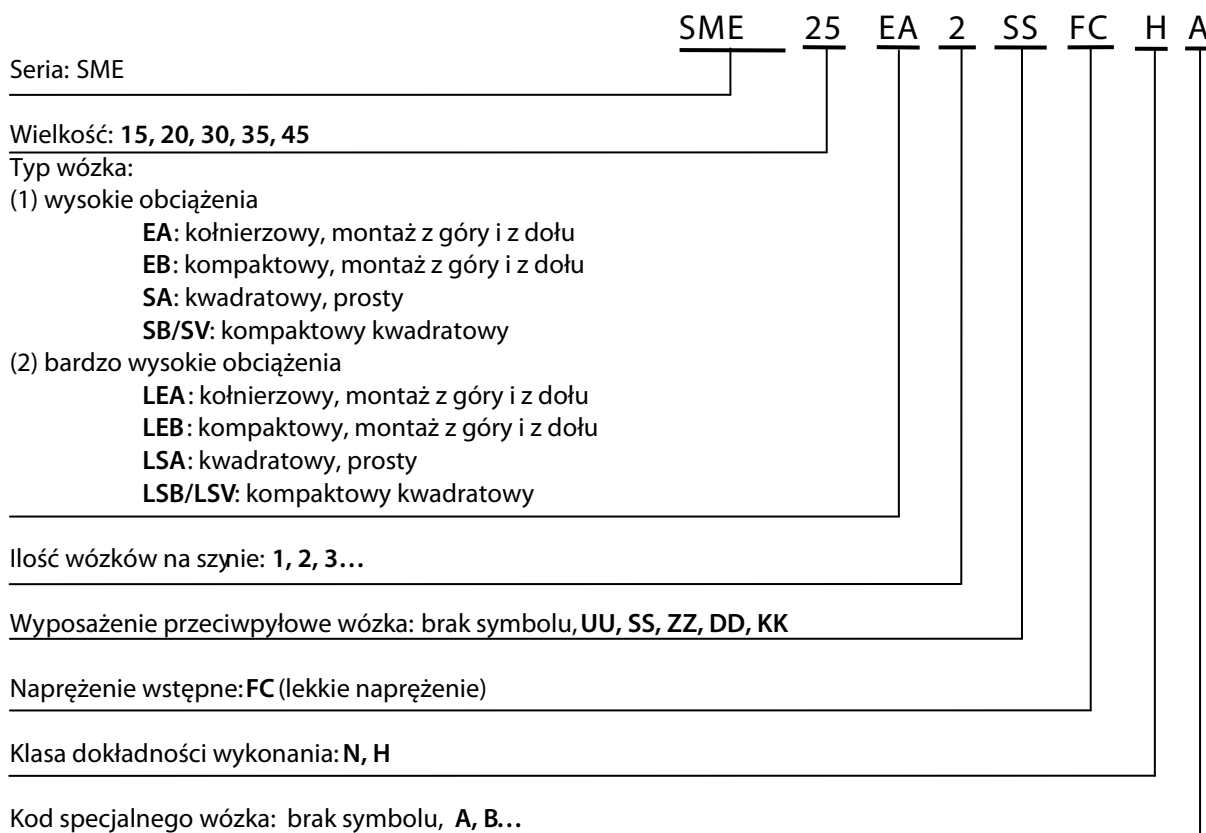 SME 25 EA 2 SS FC H A
Seria: SME
Wielkość: 15, 20, 30, 35, 45
Typ wózka:
(1) wysokie obciążenia
EA: kołnierzowy, montaż z góry i z dołu
EB: kompaktowy, montaż z góry i z dołu
SA: kwadratowy, prosty
SB/SV: kompaktowy kwadratowy
(2) bardzo wysokie obciążenia
LEA: kołnierzowy, montaż z góry i z dołu
LEB: kompaktowy, montaż z góry i z dołu
LSA: kwadratowy, prosty
LSB/LSV: kompaktowy kwadratowy
Ilość wózków na szynie: 1, 2, 3...
Wyposażenie przeciwpyłowe wózka: brak symbolu, UU, SS, ZZ, DD, KK
Naprężenie wstępne: FC (lekkie naprężenie)
Klasa dokładności wykonania: N, H
Kod specjalnego wózka: brak symbolu, A, B...